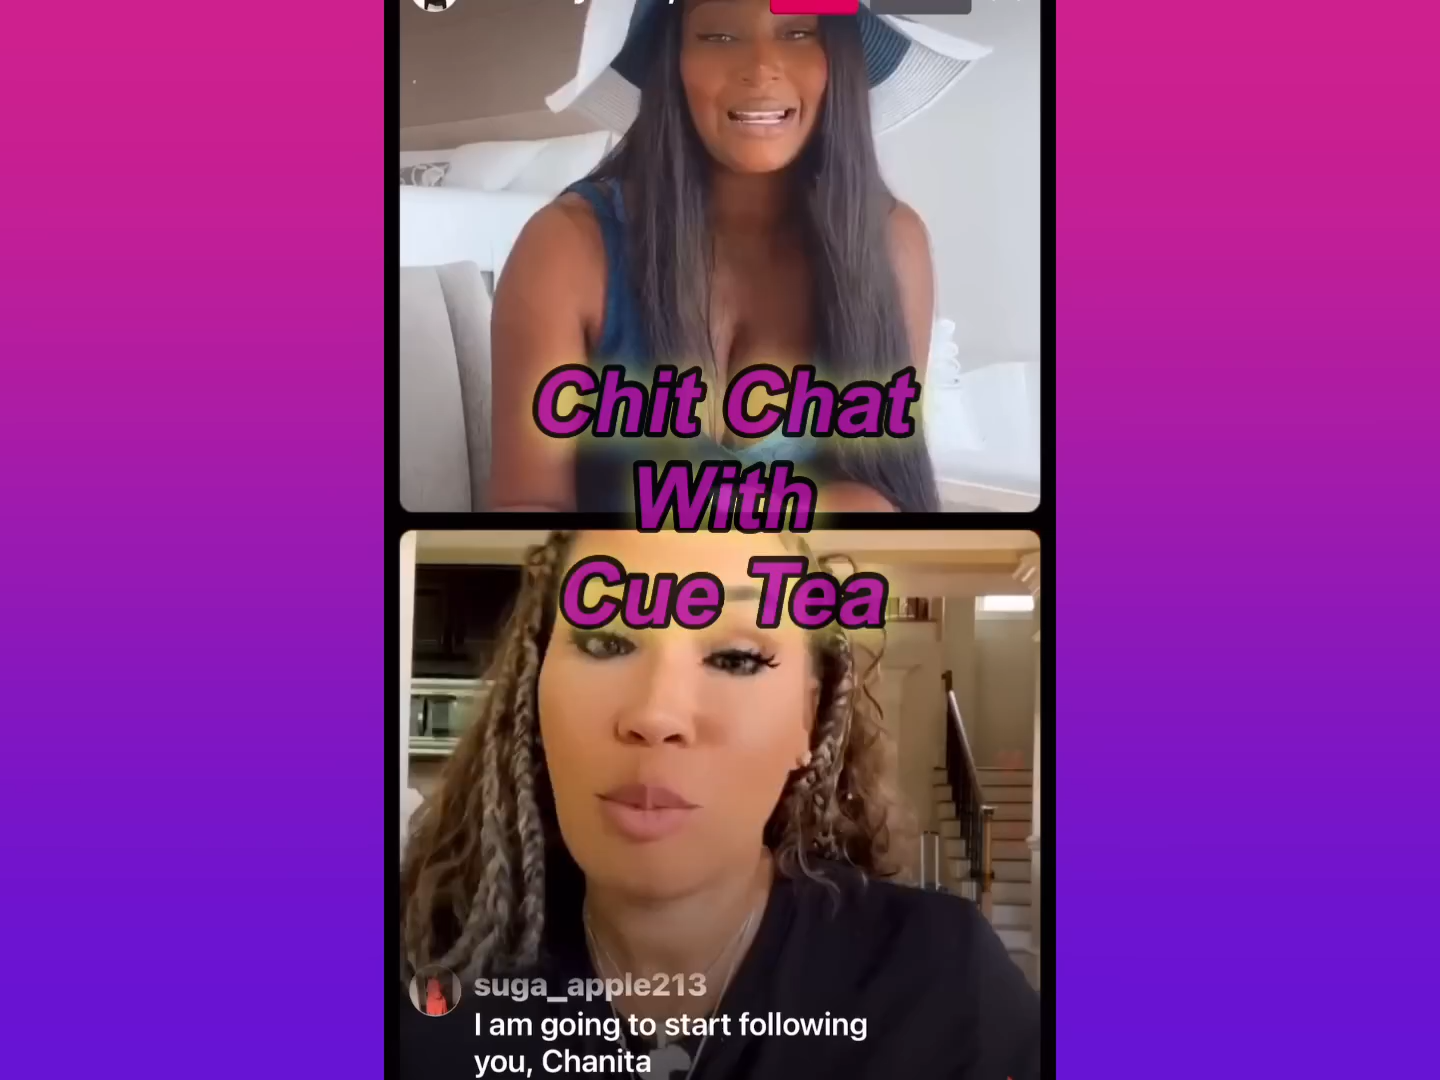 Chit Chat
With
Cue Tea
suga_apple213
I am going to start following
you, Chanita